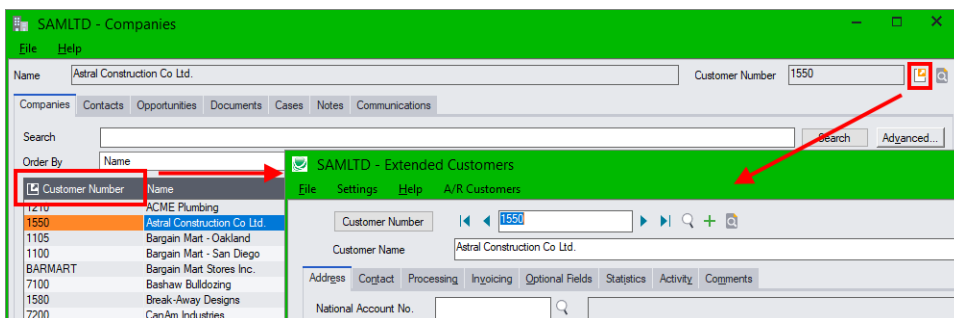 SAMLTD - Companies
File Help
Name Astral Construction Co Ltd. Customer Number 1550
Companies Contacts Opportunities Documents Cases Notes Communications
Search Search Advanced...
Order By Name
Customer Number Name
1210 ACME Plumbing
1550 Astral Construction Co Ltd.
1105 Bargain Mart - Oakland
1100 Bargain Mart - San Diego
BARMART Bargain Mart Stores Inc.
7100 Bashaw Bulldozing
1580 Break-Away Designs
7200 CanAm Industries
SAMLTD - Extended Customers
File Settings Help A/R Customers
Customer Number 1550
Customer Name Astral Construction Co Ltd.
Address Contact Processing Invoicing Optional Fields Statistics Activity Comments
National Account No.